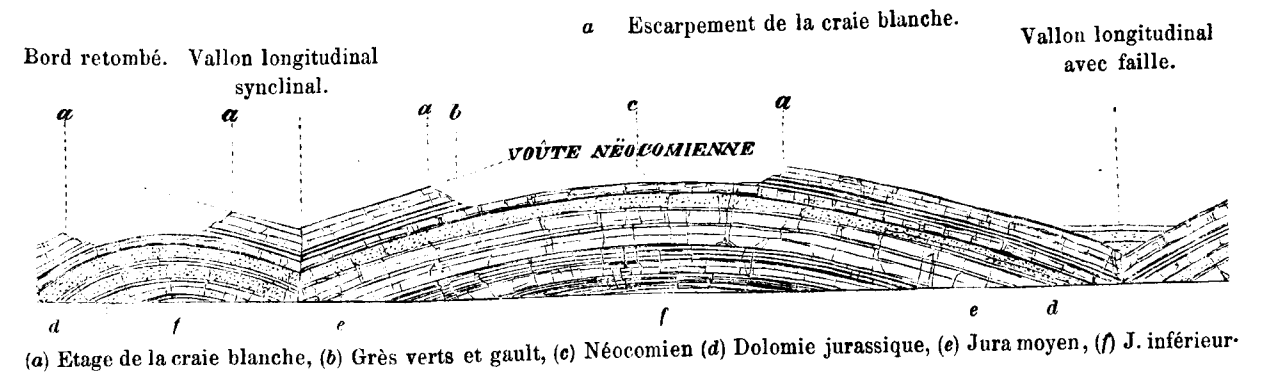 a Escarpement de la craie blanche.
Bord retombé. Vallon longitudinal synclinal.
Vallon longitudinal avec faille.
a a a b c a
VOÛTE NËOCOMIENNE
d f e f e d
(a) Etage de la craie blanche, (b) Grès verts et gault, (c) Néocomien (d) Dolomie jurassique, (e) Jura moyen, (f) J. inférieur.